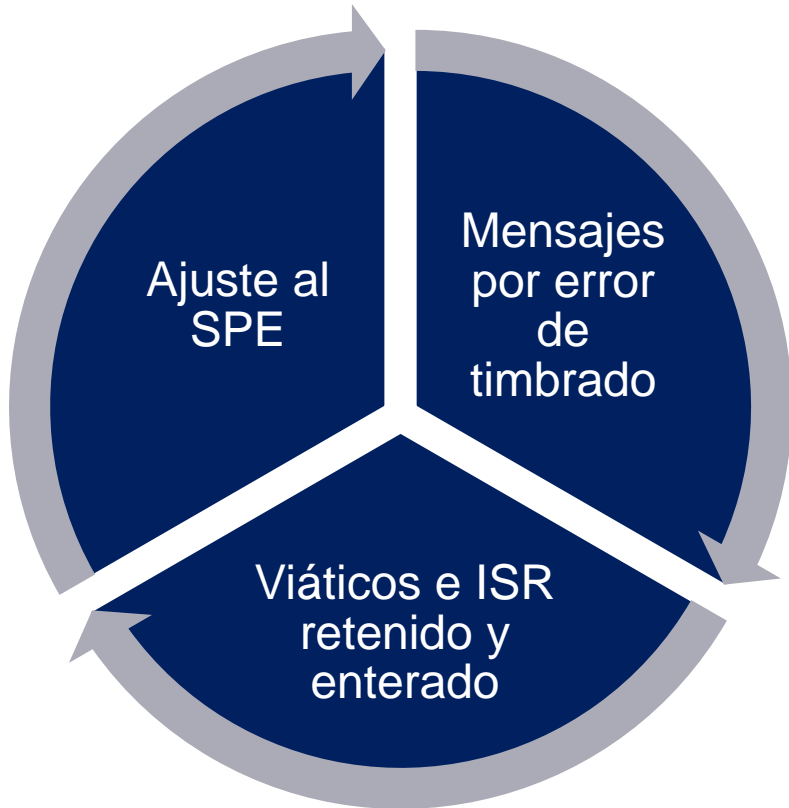 Ajuste al
SPE
Mensajes
por error
de
timbrado
Viáticos e ISR
retenido y
enterado